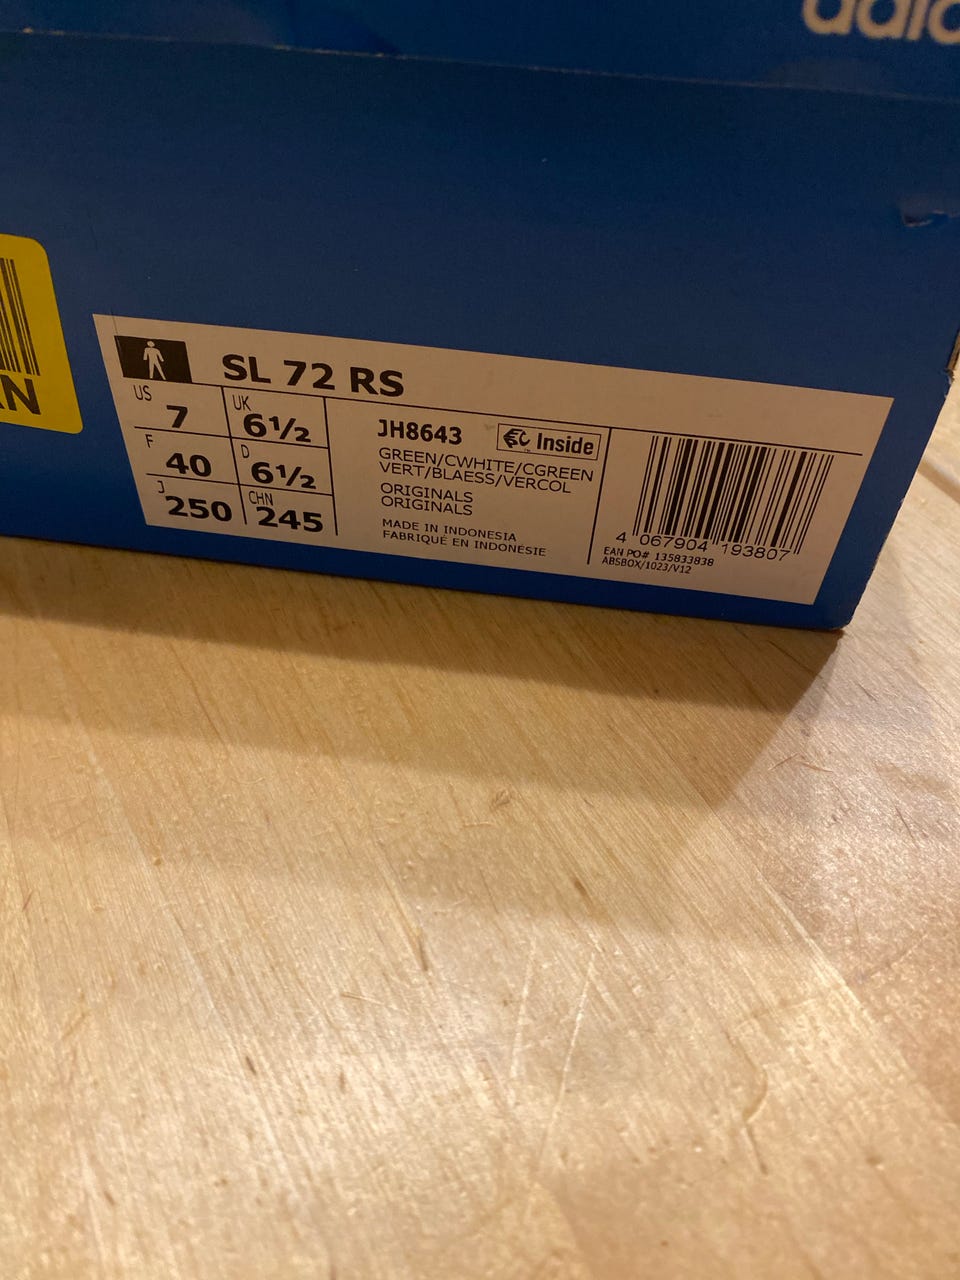 SL 72 RS
US 7
UK 6½
F 40
D 6½
J 250
CHN 245
JH8643
Inside
GREEN/CWHITE/CGREEN
VERT/BLAESS/VERCOL
ORIGINALS
ORIGINALS
MADE IN INDONESIA
FABRIQUÉ EN INDONÉSIE
4 067904 193807
EAN PO# 135833838
ABSBOX/1023/V12